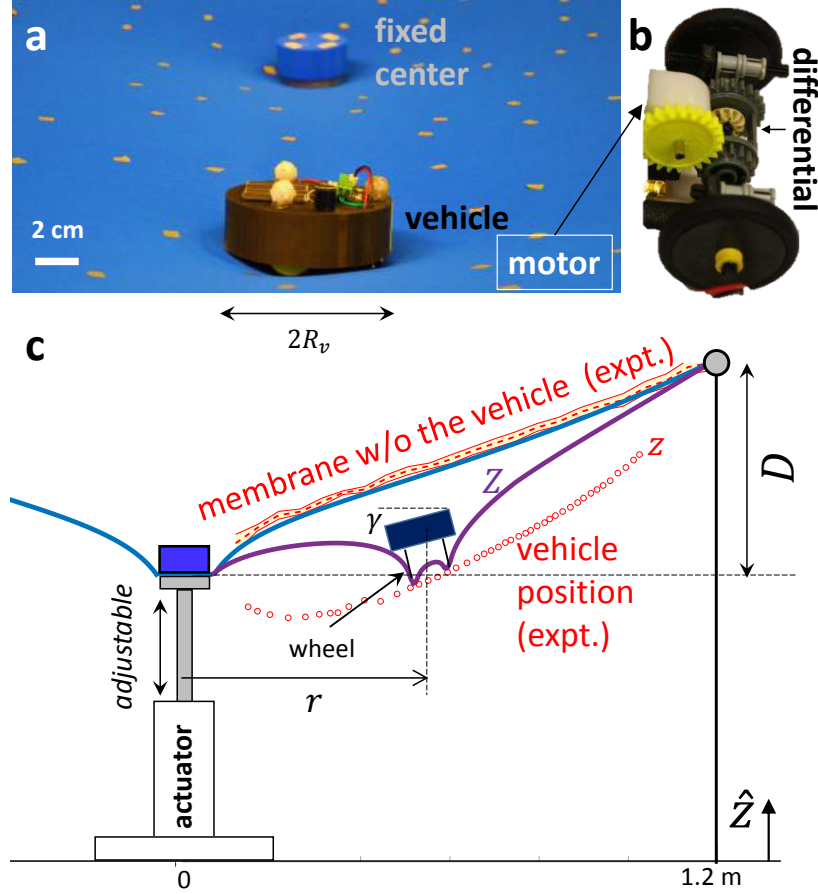 a
fixed
center
vehicle
2 cm
2R_v
b
differential
motor
c
membrane w/o the vehicle (expt.)
Z
z
D
γ
vehicle
position
(expt.)
wheel
adjustable
r
actuator
Ẑ
0
1.2 m